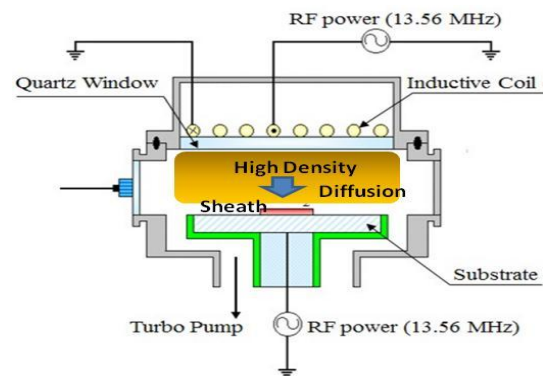 RF power (13.56 MHz)
Quartz Window
Inductive Coil
High Density
Diffusion
Sheath
Substrate
Turbo Pump
RF power (13.56 MHz)